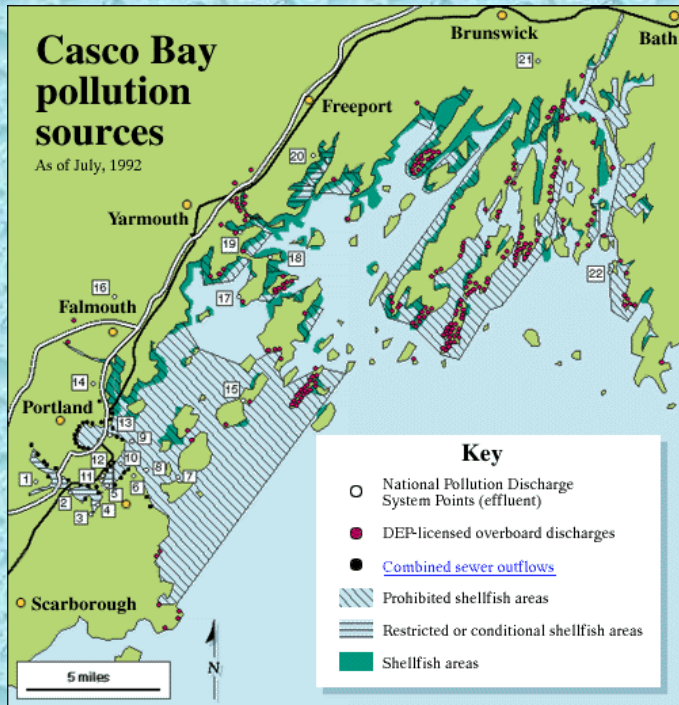 Casco Bay
pollution
sources
As of July, 1992
Brunswick
Bath
21
Freeport
20
Yarmouth
19
18
17
22
16
Falmouth
14
15
Portland
13
9
12
10
8
7
1
11
5
6
2
4
3
Scarborough
5 miles
N
Key
National Pollution Discharge
System Points (effluent)
DEP-licensed overboard discharges
Combined sewer outflows
Prohibited shellfish areas
Restricted or conditional shellfish areas
Shellfish areas